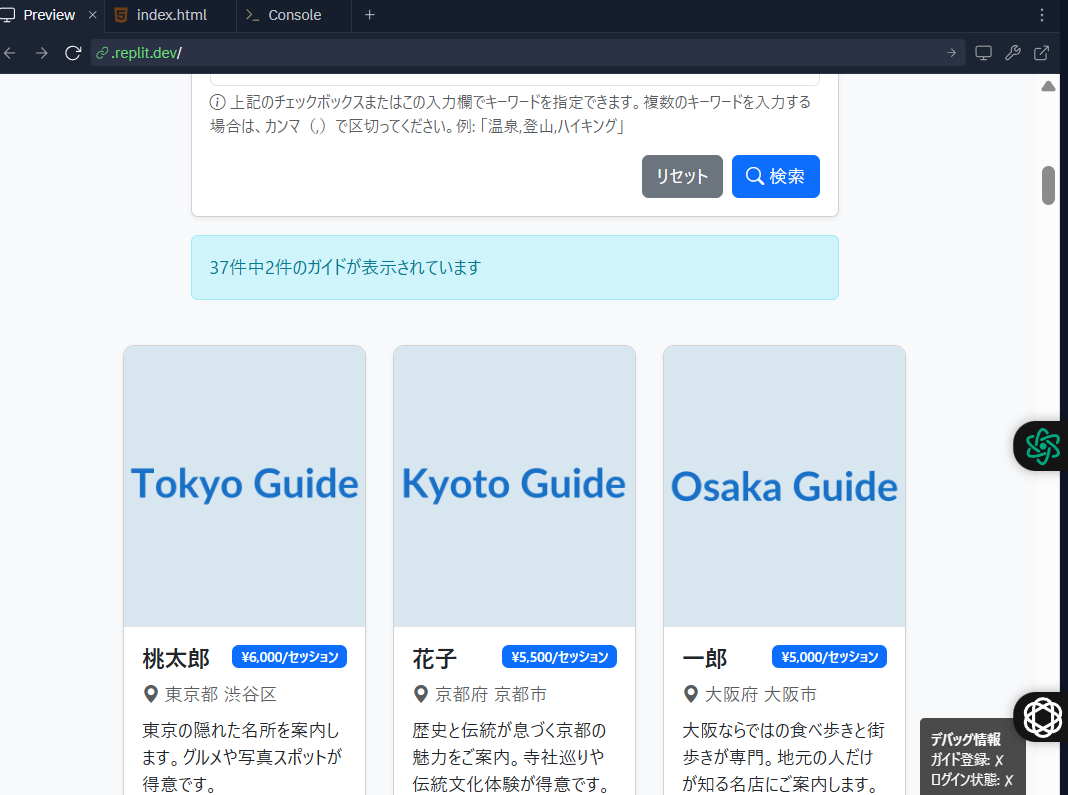 Preview
index.html
Console
.replit.dev/
上記のチェックボックスまたはこの入力欄でキーワードを指定できます。複数のキーワードを入力する
場合は、カンマ（,）で区切ってください。例:「温泉,登山,ハイキング」
リセット
検索
37件中2件のガイドが表示されています
Tokyo Guide
Kyoto Guide
Osaka Guide
桃太郎 ¥6,000/セッション
東京都 渋谷区
東京の隠れた名所を案内し
ます。グルメや写真スポットが
得意です。
花子 ¥5,500/セッション
京都府 京都市
歴史と伝統が息づく京都の
魅力をご案内。寺社巡りや
伝統文化体験が得意です。
一郎 ¥5,000/セッション
大阪府 大阪市
大阪ならではの食べ歩きと街
歩きが専門。地元の人だけ
が知る名店にご案内します。
デバッグ情報
ガイド登録: ✗
ログイン状態: ✗